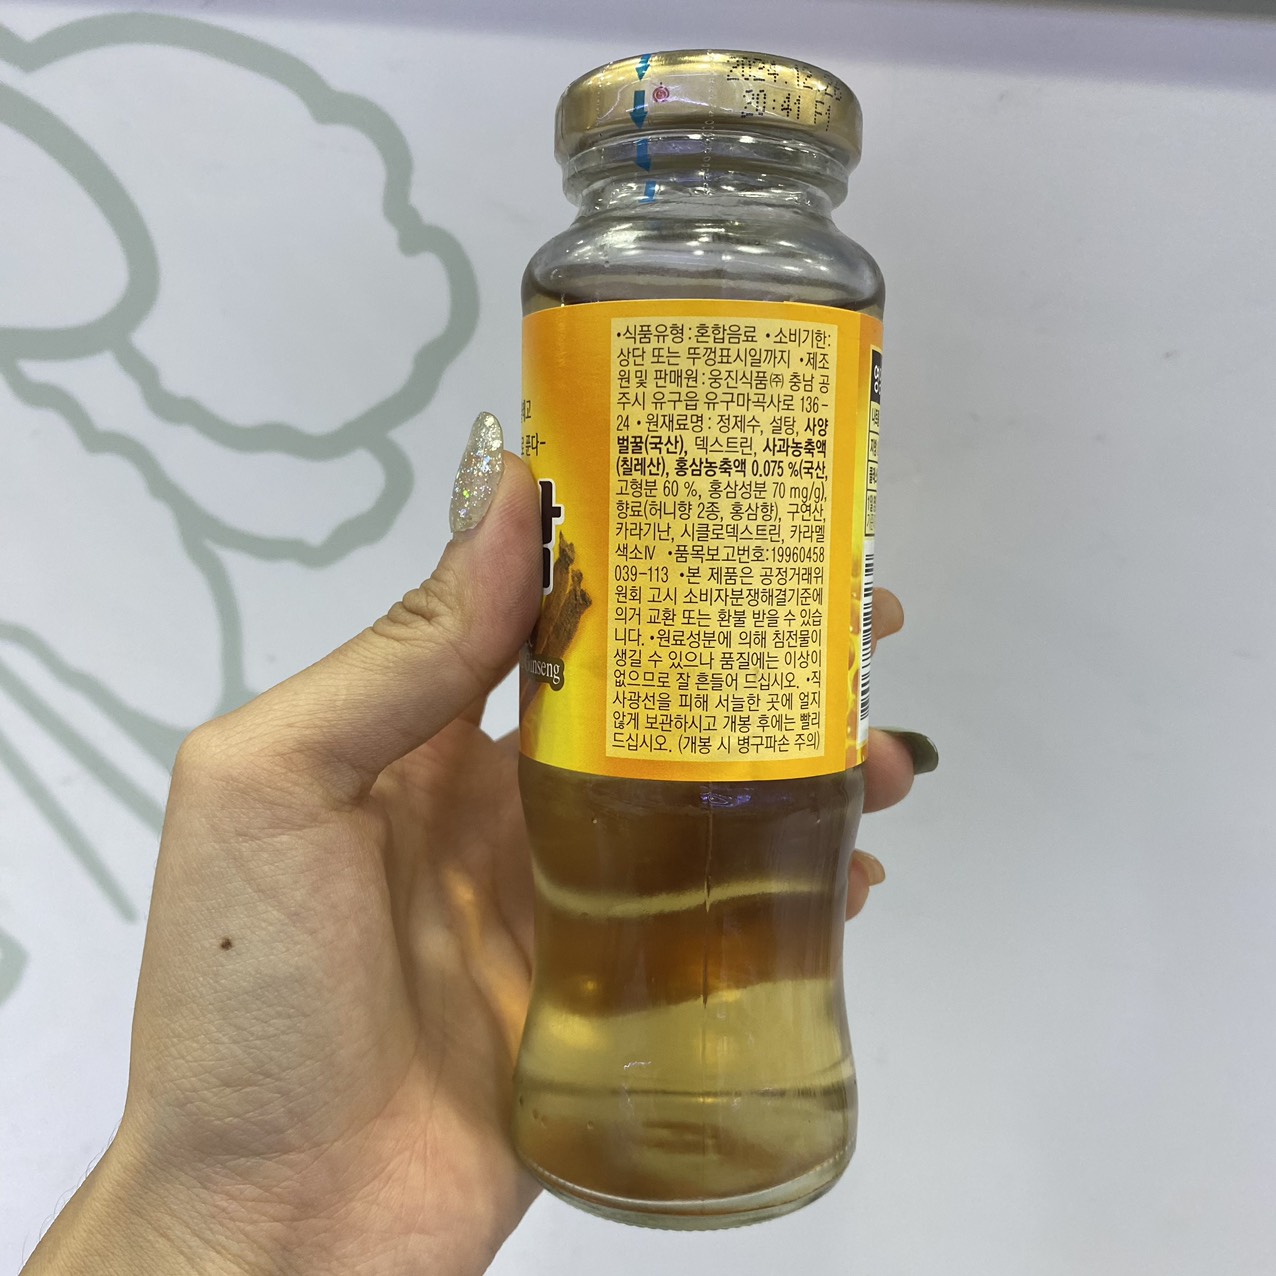 2024.12.26
20:41 F1
•식품유형:혼합음료 •소비기한:
상단 또는 뚜껑표시일까지 •제조
원 및 판매원:웅진식품㈜ 충남 공
주시 유구읍 유구마곡사로 136-
24 •원재료명: 정제수, 설탕, 사양
벌꿀(국산), 덱스트린, 사과농축액
(칠레산), 홍삼농축액 0.075 %(국산,
고형분 60 %, 홍삼성분 70 mg/g),
향료(허니향 2종, 홍삼향), 구연산,
카라기난, 시클로덱스트린, 카라멜
색소Ⅳ •품목보고번호:19960458
039-113 •본 제품은 공정거래위
원회 고시 소비자분쟁해결기준에
의거 교환 또는 환불 받을 수 있습
니다. •원료성분에 의해 침전물이
생길 수 있으나 품질에는 이상이
없으므로 잘 흔들어 드십시오. •직
사광선을 피해 서늘한 곳에 얼지
않게 보관하시고 개봉 후에는 빨리
드십시오. (개봉 시 병구파손 주의)